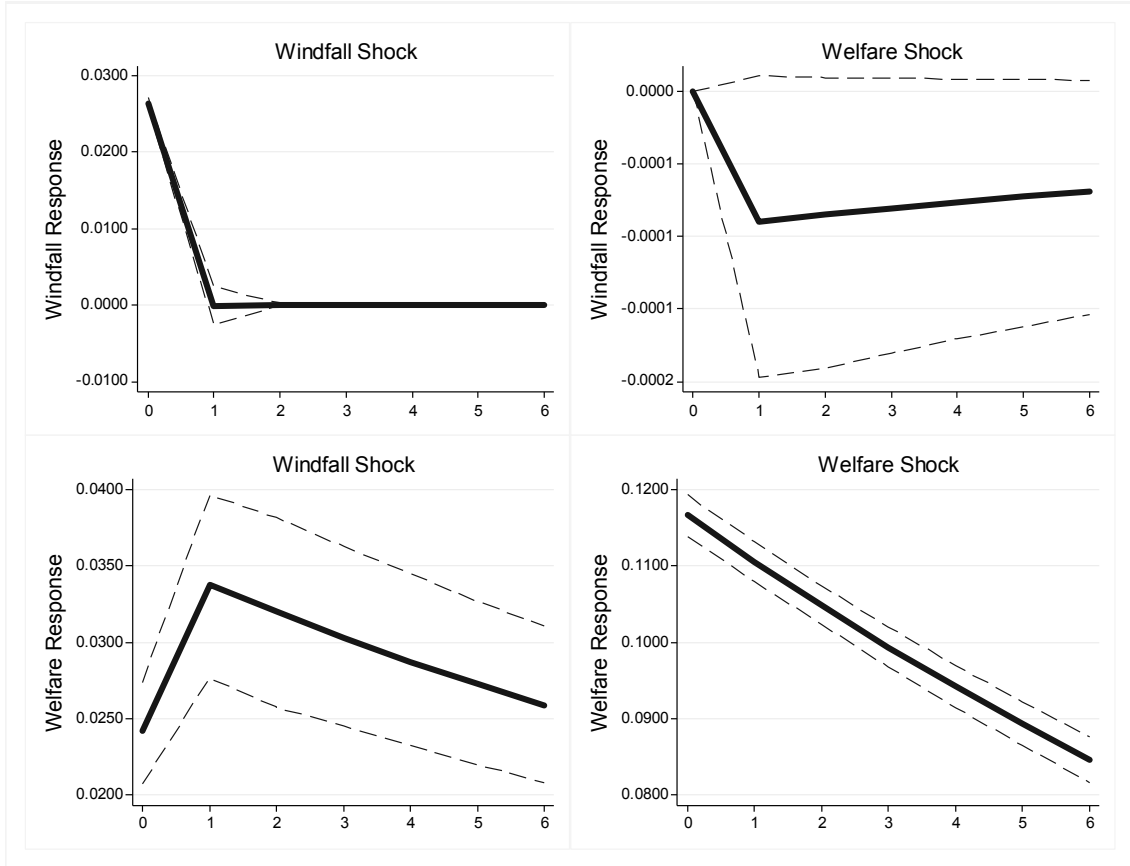 Windfall Shock
Windfall Response
0.0300
0.0200
0.0100
0.0000
-0.0100
0 1 2 3 4 5 6
Welfare Shock
Windfall Response
0.0000
-0.0001
-0.0001
-0.0001
-0.0002
0 1 2 3 4 5 6
Windfall Shock
Welfare Response
0.0400
0.0350
0.0300
0.0250
0.0200
0 1 2 3 4 5 6
Welfare Shock
Welfare Response
0.1200
0.1100
0.1000
0.0900
0.0800
0 1 2 3 4 5 6